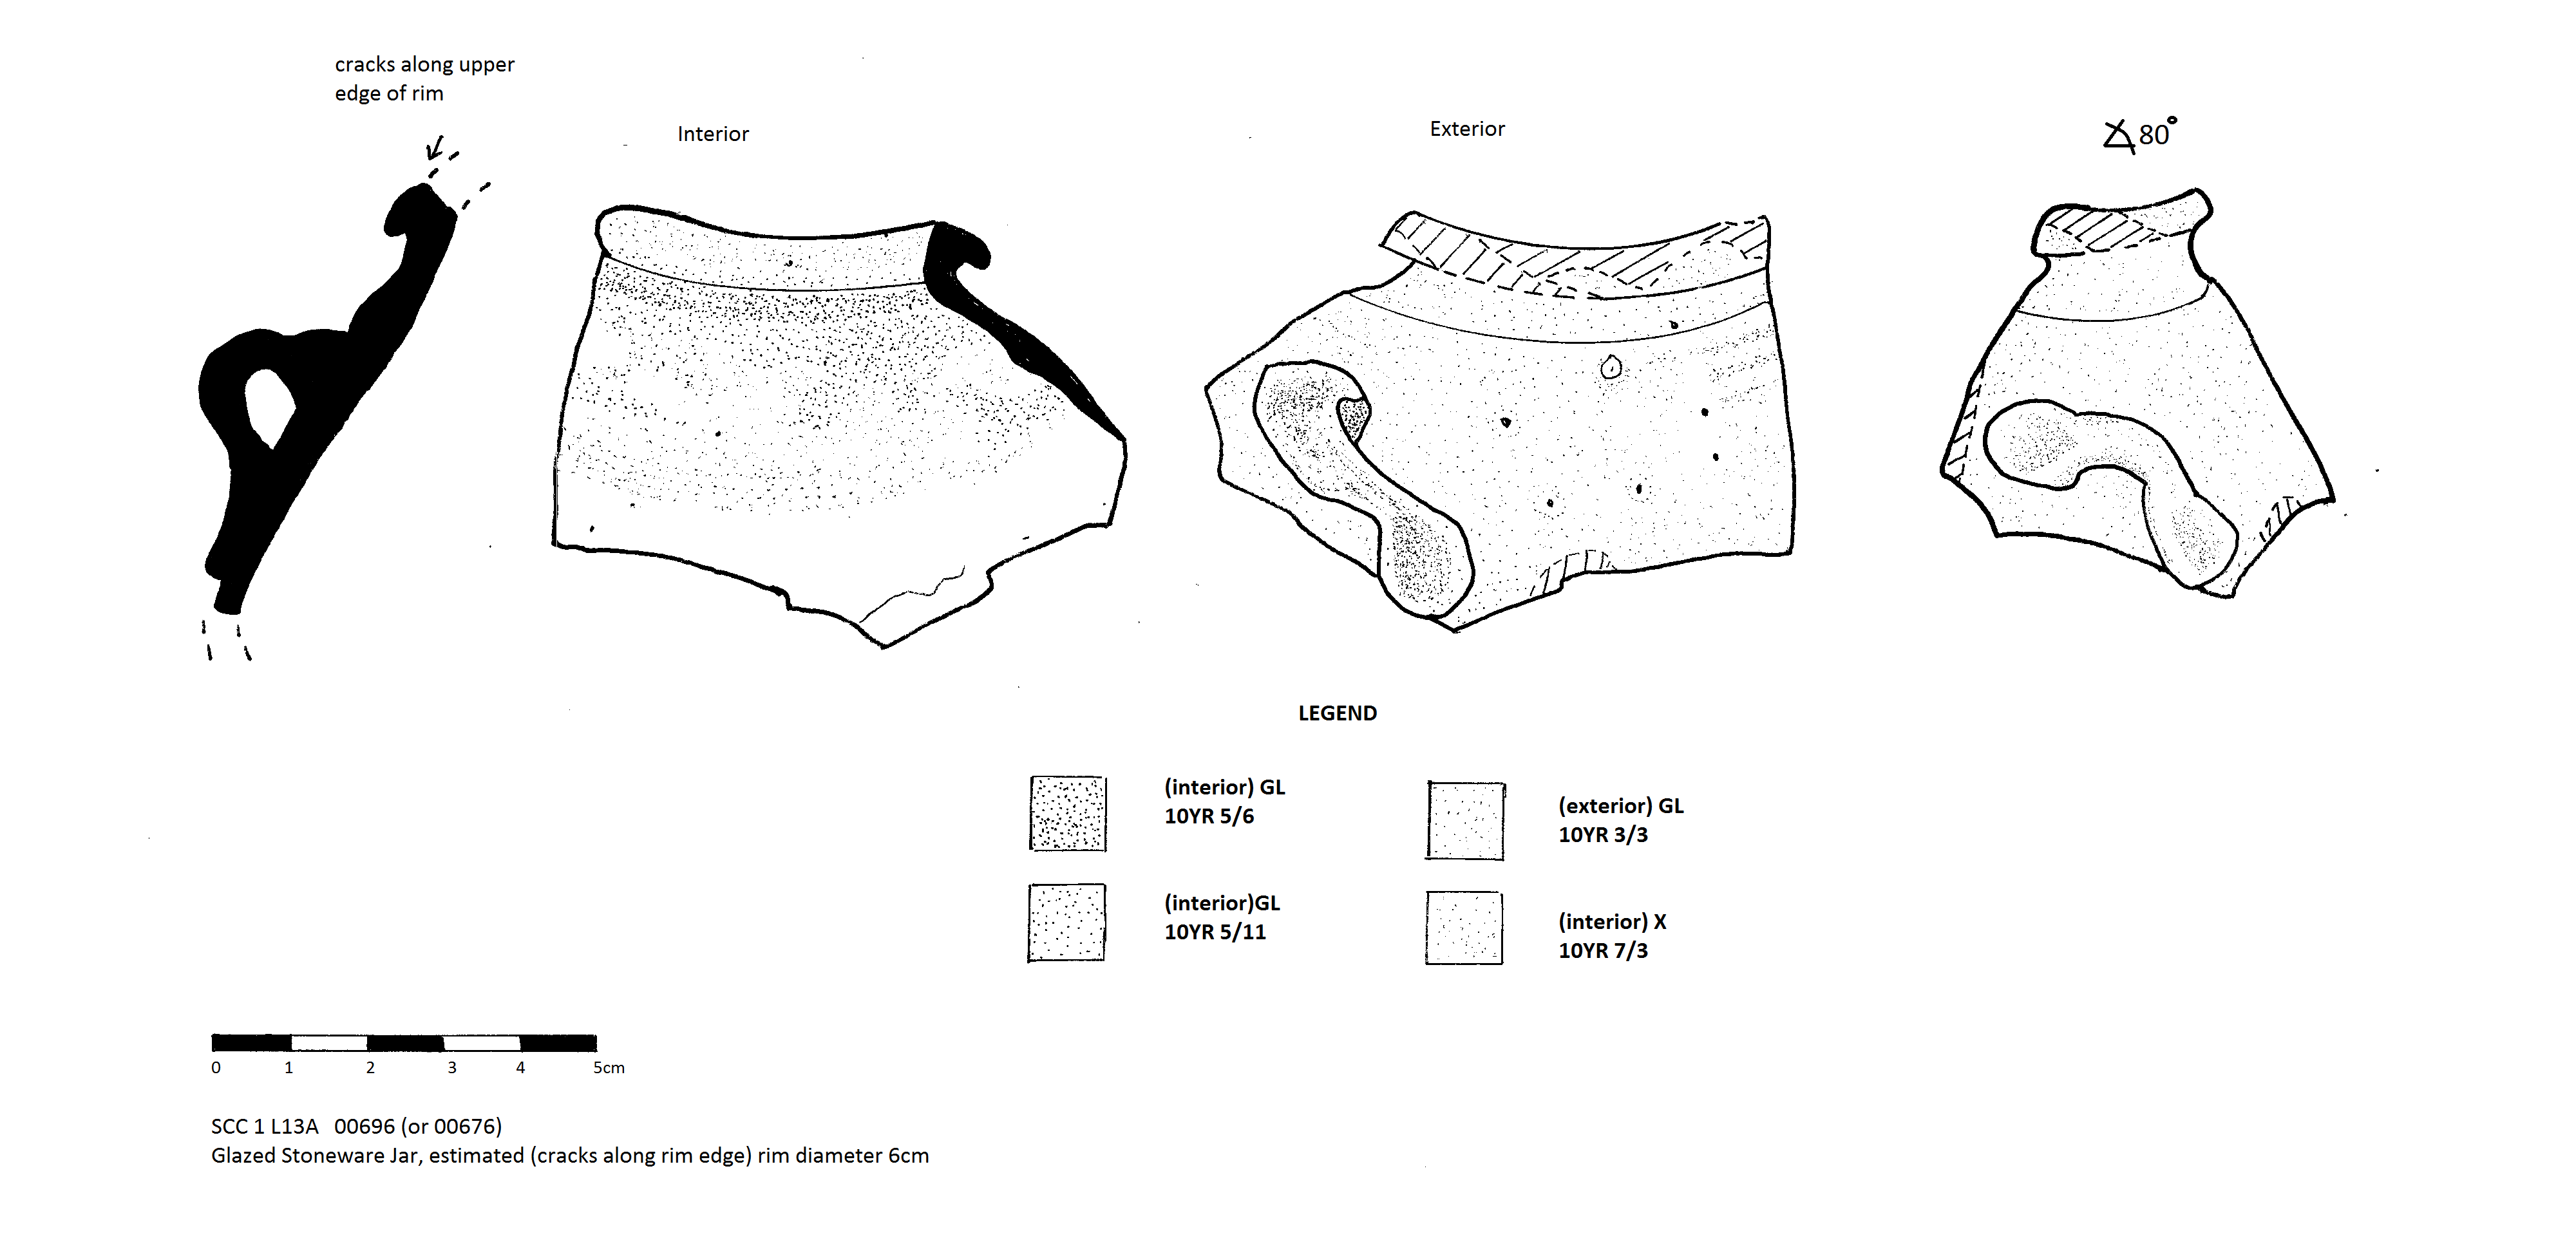 cracks along upper
edge of rim
Interior
Exterior
80°
LEGEND
(interior) GL
10YR 5/6
(exterior) GL
10YR 3/3
(interior)GL
10YR 5/11
(interior) X
10YR 7/3
0 1 2 3 4 5cm
SCC 1 L13A 00696 (or 00676)
Glazed Stoneware Jar, estimated (cracks along rim edge) rim diameter 6cm